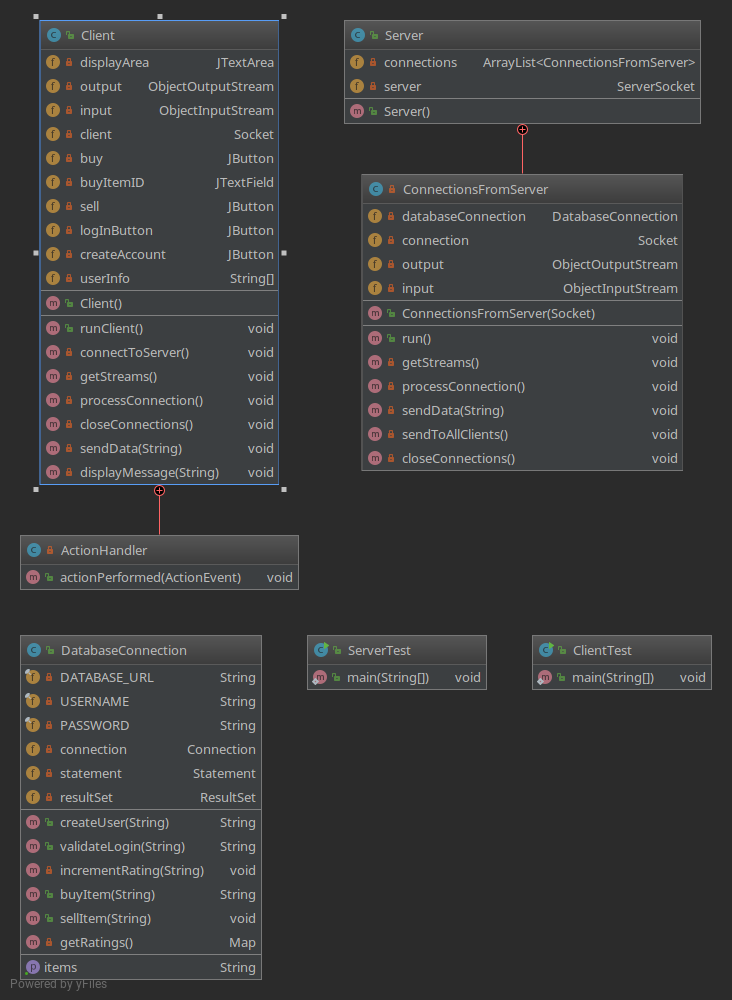 Client
displayArea JTextArea
output ObjectOutputStream
input ObjectInputStream
client Socket
buy JButton
buyItemID JTextField
sell JButton
logInButton JButton
createAccount JButton
userInfo String[]
Client()
runClient() void
connectToServer() void
getStreams() void
processConnection() void
closeConnections() void
sendData(String) void
displayMessage(String) void
Server
connections ArrayList<ConnectionsFromServer>
server ServerSocket
Server()
ConnectionsFromServer
databaseConnection DatabaseConnection
connection Socket
output ObjectOutputStream
input ObjectInputStream
ConnectionsFromServer(Socket)
run() void
getStreams() void
processConnection() void
sendData(String) void
sendToAllClients() void
closeConnections() void
ActionHandler
actionPerformed(ActionEvent) void
DatabaseConnection
DATABASE_URL String
USERNAME String
PASSWORD String
connection Connection
statement Statement
resultSet ResultSet
createUser(String) String
validateLogin(String) String
incrementRating(String) void
buyItem(String) String
sellItem(String) void
getRatings() Map
items String
ServerTest
main(String[]) void
ClientTest
main(String[]) void
Powered by yFiles